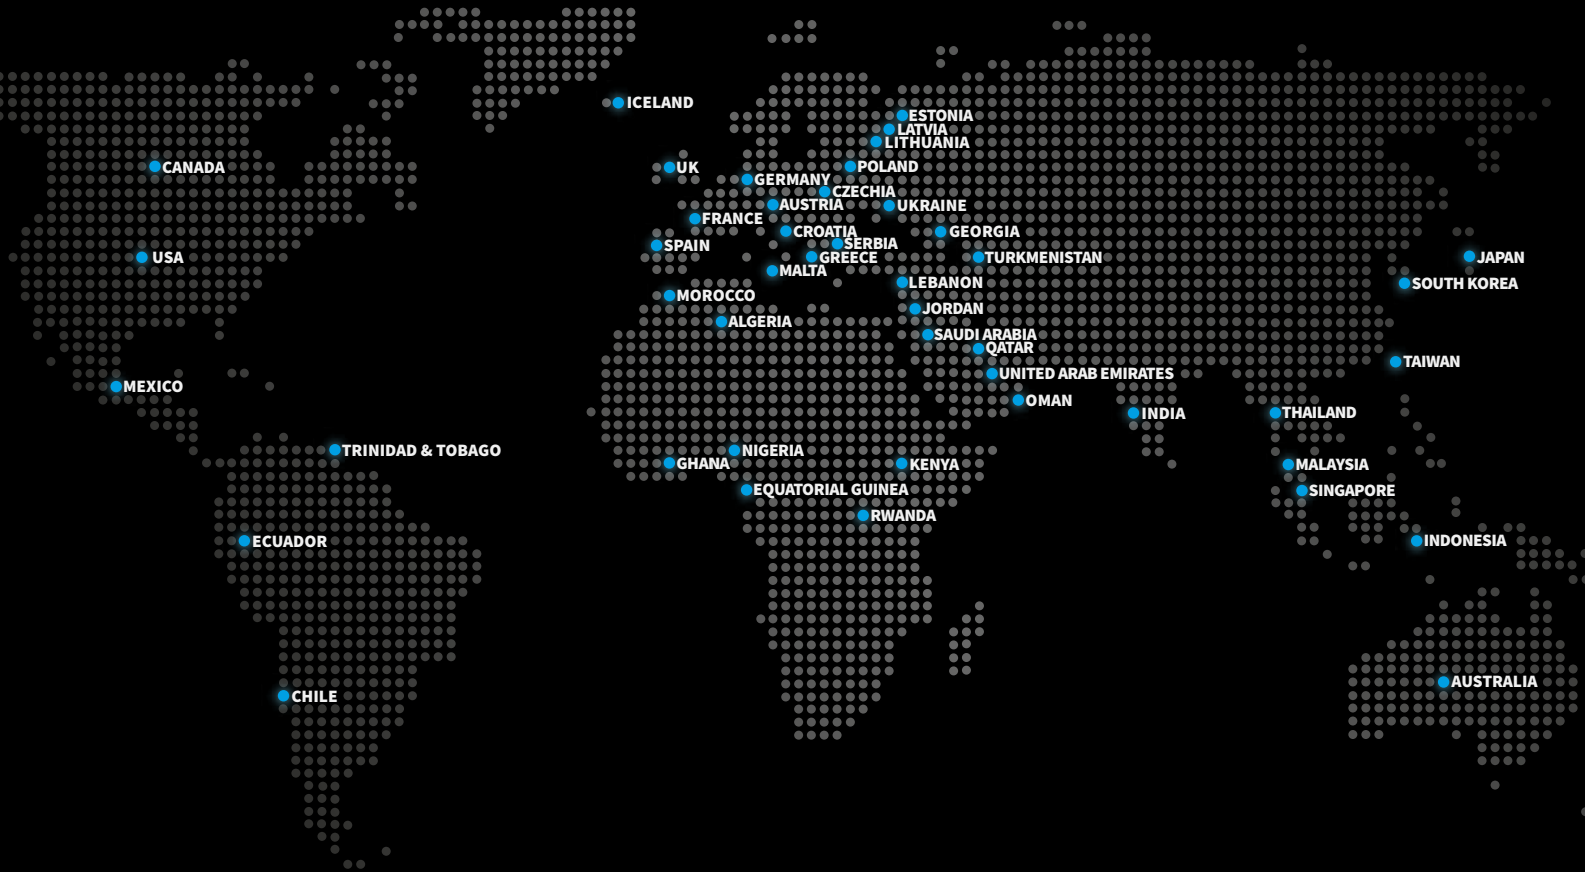 ICELAND
ESTONIA
LATVIA
LITHUANIA
CANADA
UK
POLAND
GERMANY
CZECHIA
AUSTRIA
UKRAINE
FRANCE
CROATIA
GEORGIA
SPAIN
SERBIA
USA
GREECE
TURKMENISTAN
JAPAN
MALTA
LEBANON
SOUTH KOREA
MOROCCO
JORDAN
ALGERIA
SAUDI ARABIA
QATAR
TAIWAN
UNITED ARAB EMIRATES
MEXICO
OMAN
INDIA
THAILAND
TRINIDAD & TOBAGO
NIGERIA
GHANA
KENYA
MALAYSIA
EQUATORIAL GUINEA
SINGAPORE
RWANDA
ECUADOR
INDONESIA
AUSTRALIA
CHILE